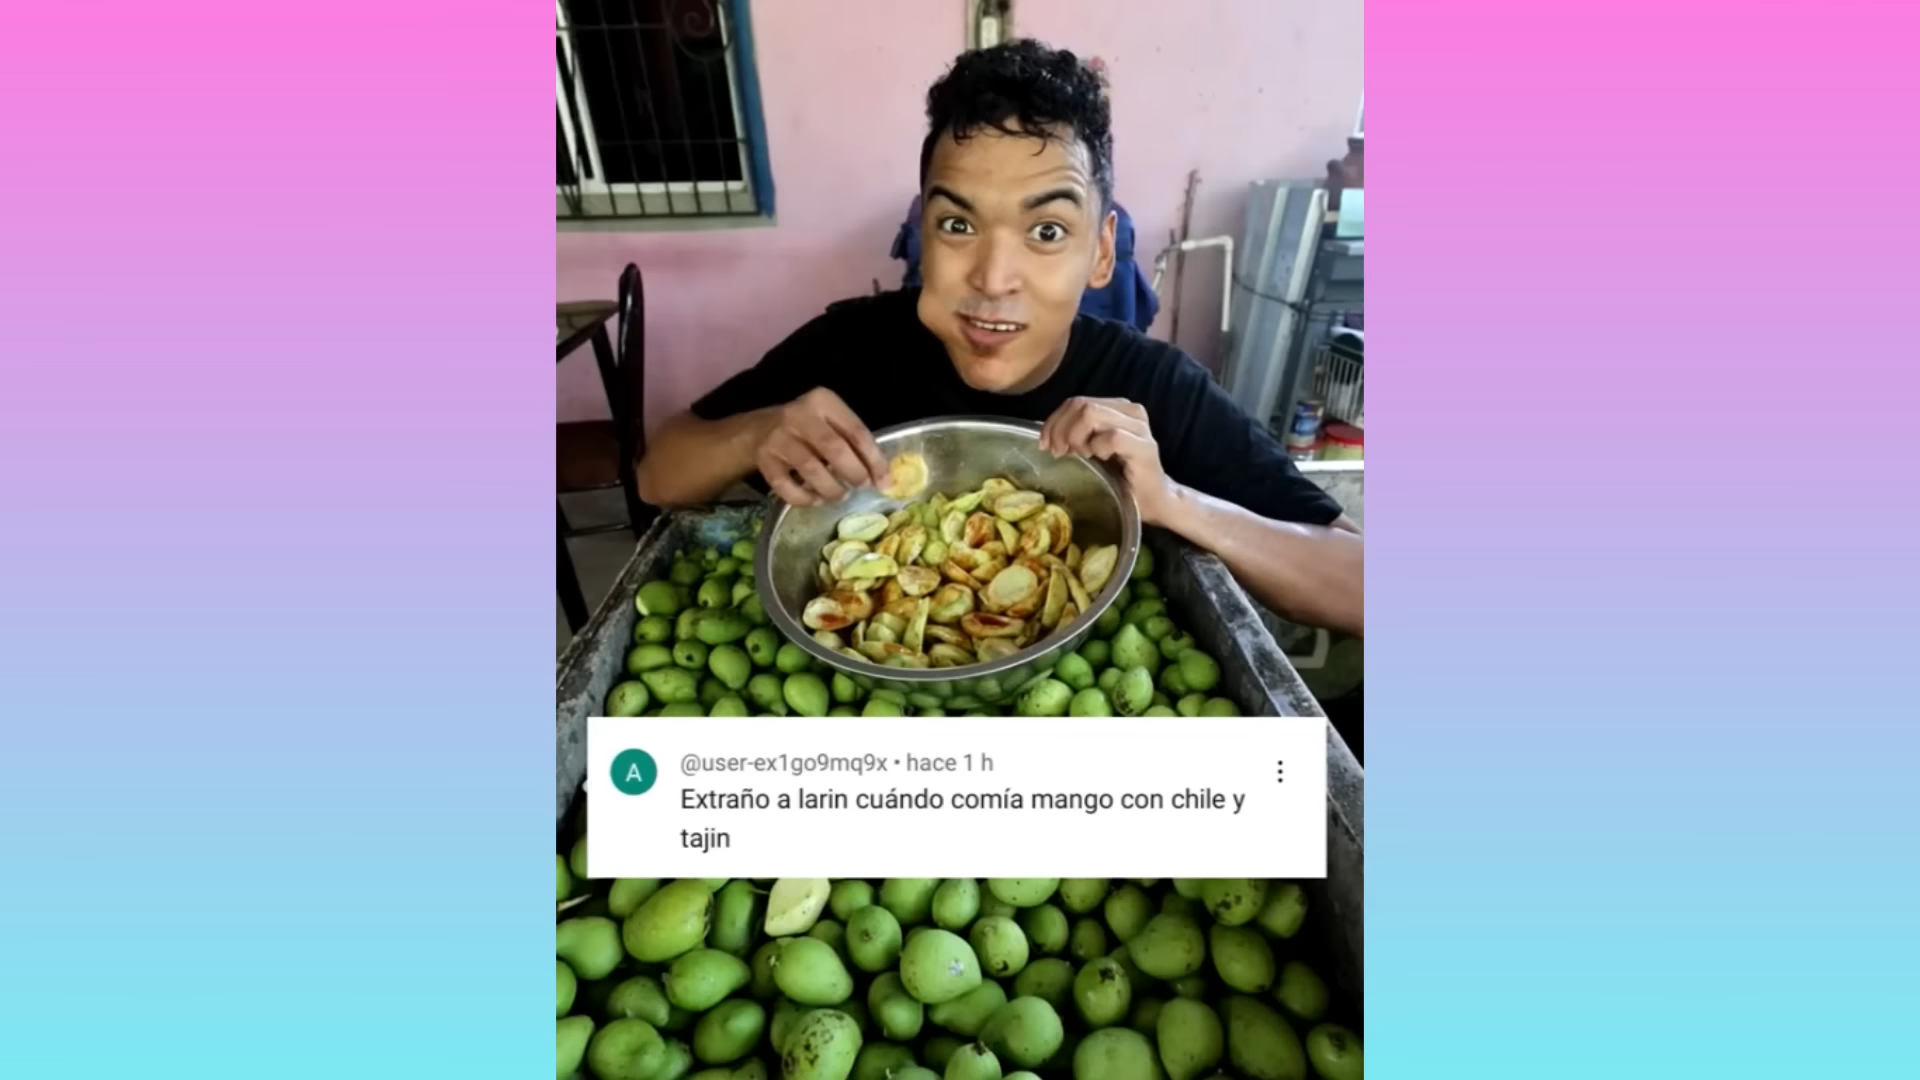 A
@user-ex1go9mq9x • hace 1 h
Extraño a larin cuándo comía mango con chile y
tajin